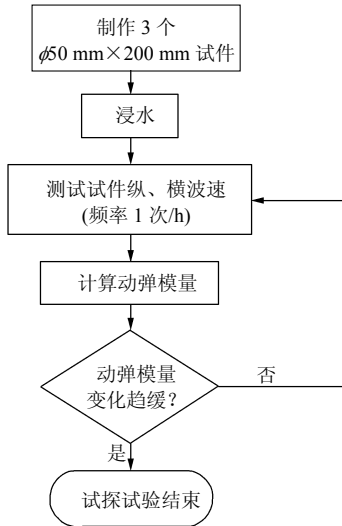 制作 3 个
ϕ50 mm×200 mm 试件
浸水
测试试件纵、横波速
(频率 1 次/h)
计算动弹模量
动弹模量
变化趋缓?
否
是
试探试验结束